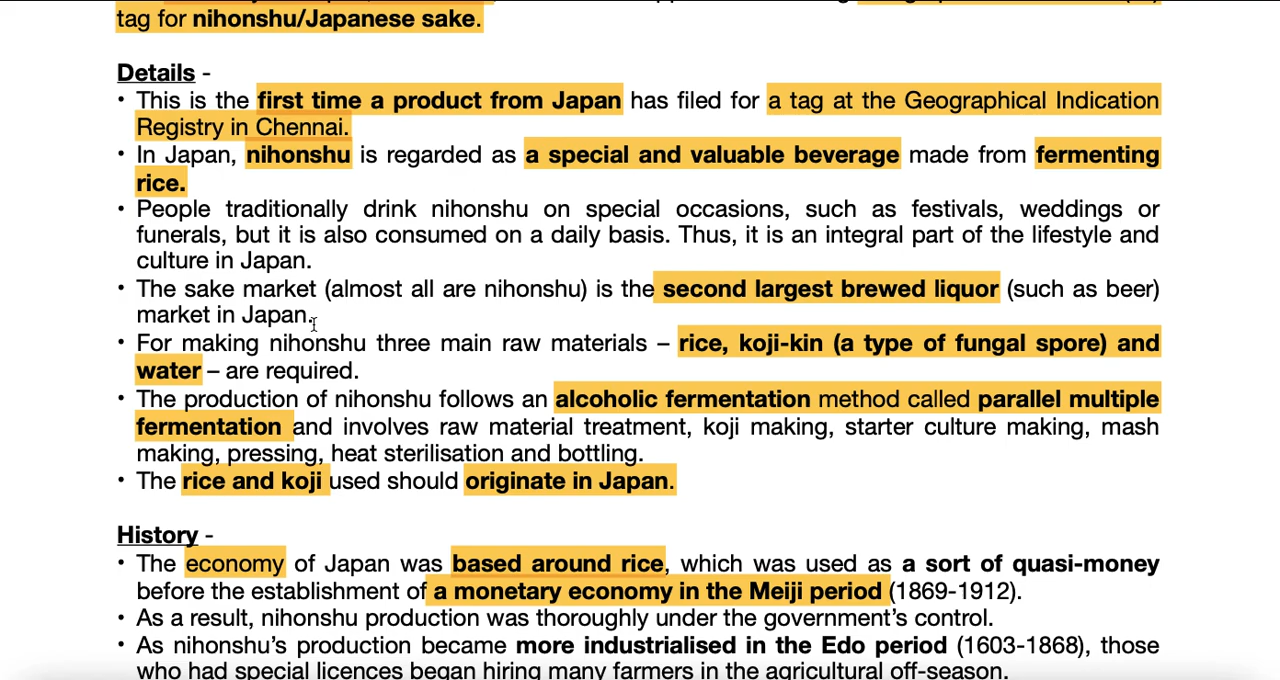 tag for nihonshu/Japanese sake.
Details -
• This is the first time a product from Japan has filed for a tag at the Geographical Indication
Registry in Chennai.
• In Japan, nihonshu is regarded as a special and valuable beverage made from fermenting
rice.
• People traditionally drink nihonshu on special occasions, such as festivals, weddings or
funerals, but it is also consumed on a daily basis. Thus, it is an integral part of the lifestyle and
culture in Japan.
• The sake market (almost all are nihonshu) is the second largest brewed liquor (such as beer)
market in Japan.
• For making nihonshu three main raw materials – rice, koji-kin (a type of fungal spore) and
water – are required.
• The production of nihonshu follows an alcoholic fermentation method called parallel multiple
fermentation and involves raw material treatment, koji making, starter culture making, mash
making, pressing, heat sterilisation and bottling.
• The rice and koji used should originate in Japan.
History -
• The economy of Japan was based around rice, which was used as a sort of quasi-money
before the establishment of a monetary economy in the Meiji period (1869-1912).
• As a result, nihonshu production was thoroughly under the government's control.
• As nihonshu's production became more industrialised in the Edo period (1603-1868), those
who had special licences began hiring many farmers in the agricultural off-season.